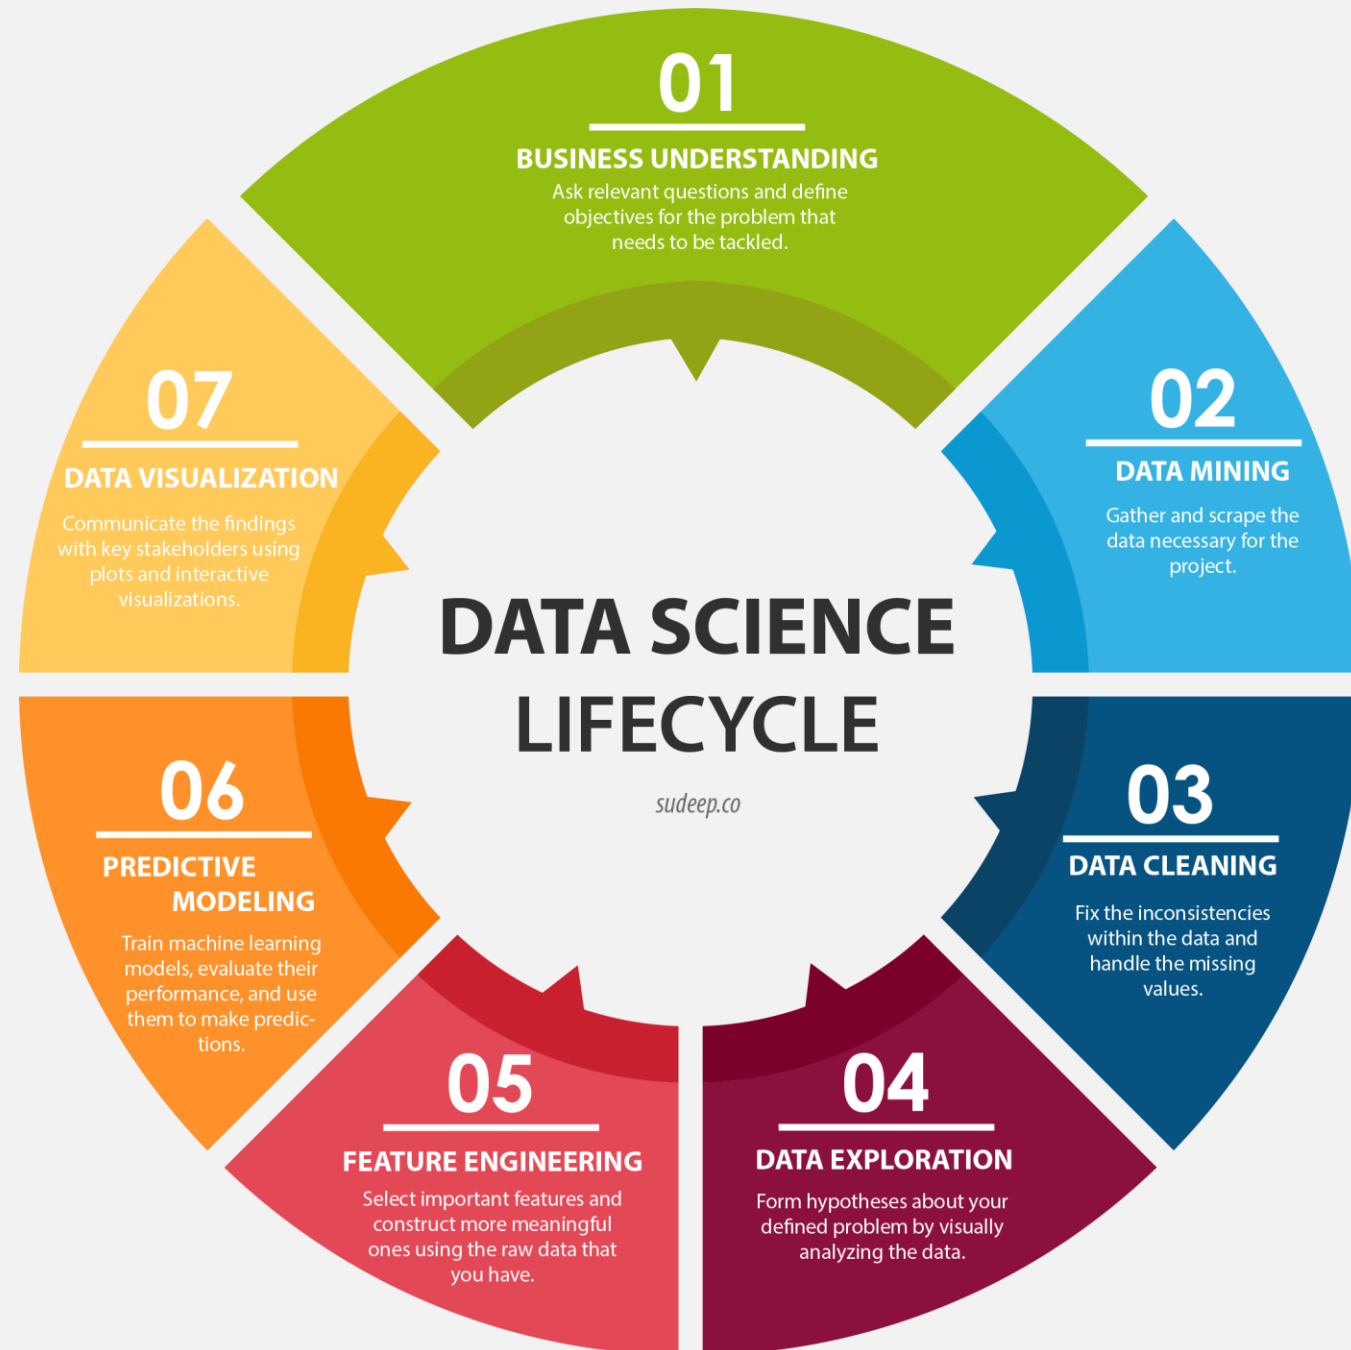 01
BUSINESS UNDERSTANDING
Ask relevant questions and define
objectives for the problem that
needs to be tackled.
02
DATA MINING
Gather and scrape the
data necessary for the
project.
03
DATA CLEANING
Fix the inconsistencies
within the data and
handle the missing
values.
04
DATA EXPLORATION
Form hypotheses about your
defined problem by visually
analyzing the data.
05
FEATURE ENGINEERING
Select important features and
construct more meaningful
ones using the raw data that
you have.
06
PREDICTIVE
MODELING
Train machine learning
models, evaluate their
performance, and use
them to make predic-
tions.
07
DATA VISUALIZATION
Communicate the findings
with key stakeholders using
plots and interactive
visualizations.
DATA SCIENCE
LIFECYCLE
sudeep.co